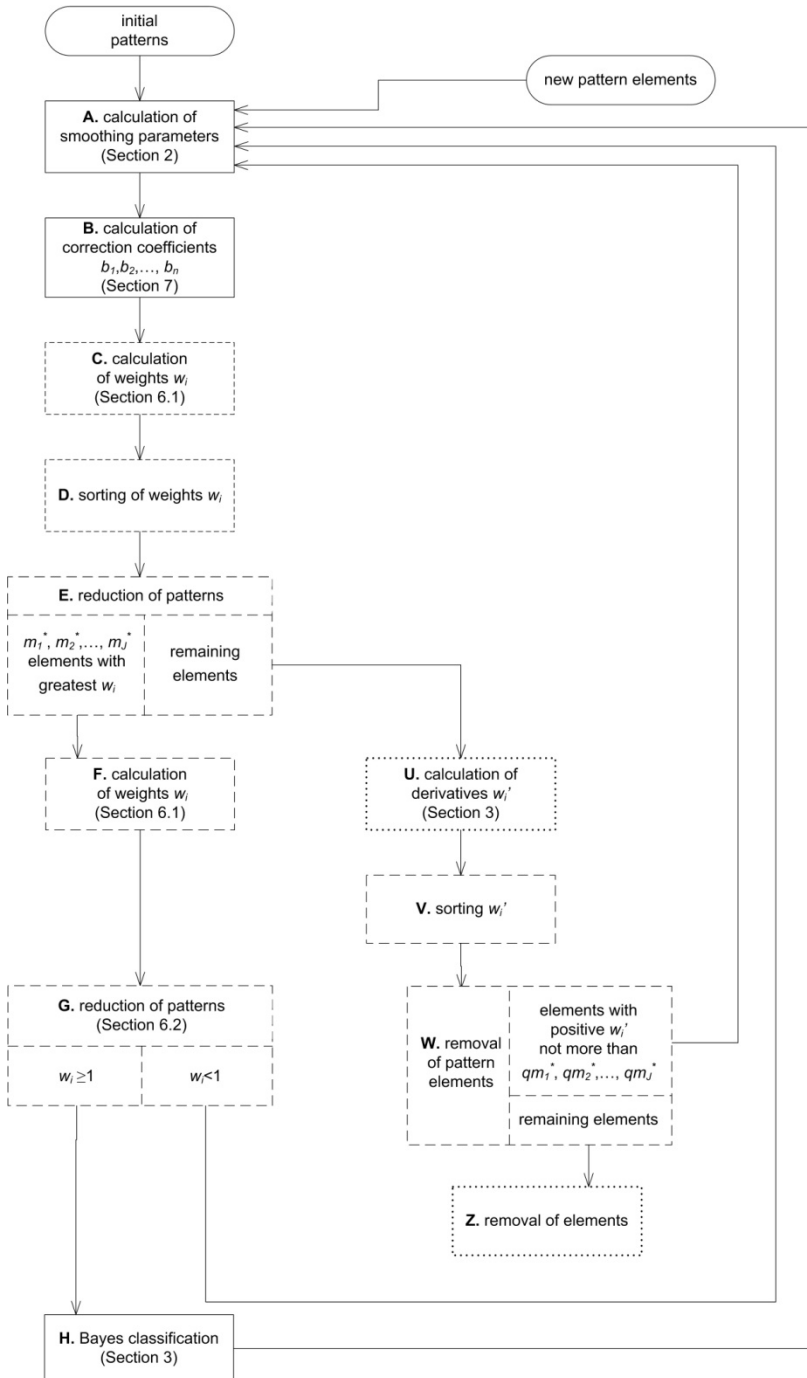 initial
patterns
new pattern elements
A. calculation of
smoothing parameters
(Section 2)
B. calculation of
correction coefficients
b₁,b₂,…, bₙ
(Section 7)
C. calculation
of weights wᵢ
(Section 6.1)
D. sorting of weights wᵢ
E. reduction of patterns
m₁*, m₂*,…, m_J*
elements with
greatest wᵢ
remaining
elements
F. calculation
of weights wᵢ
(Section 6.1)
U. calculation of
derivatives wᵢ'
(Section 3)
V. sorting wᵢ'
G. reduction of patterns
(Section 6.2)
wᵢ ≥1
wᵢ<1
W. removal
of pattern
elements
elements with
positive wᵢ'
not more than
qm₁*, qm₂*,…, qm_J*
remaining elements
Z. removal of elements
H. Bayes classification
(Section 3)